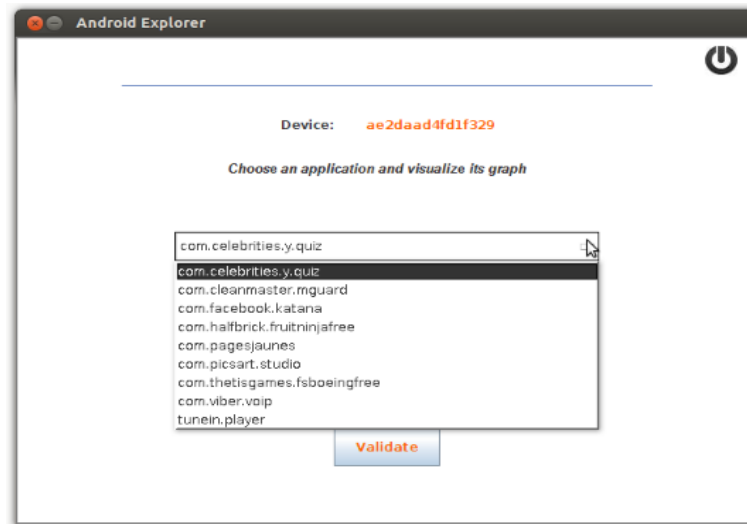 Android Explorer
Device: ae2daad4fd1f329
Choose an application and visualize its graph
com.celebrities.y.quiz
com.celebrities.y.quiz
com.cleanmaster.mguard
com.facebook.katana
com.halfbrick.fruitninjafree
com.pagesjaunes
com.picsart.studio
com.thetisgames.fsboeingfree
com.viber.voip
tunein.player
Validate